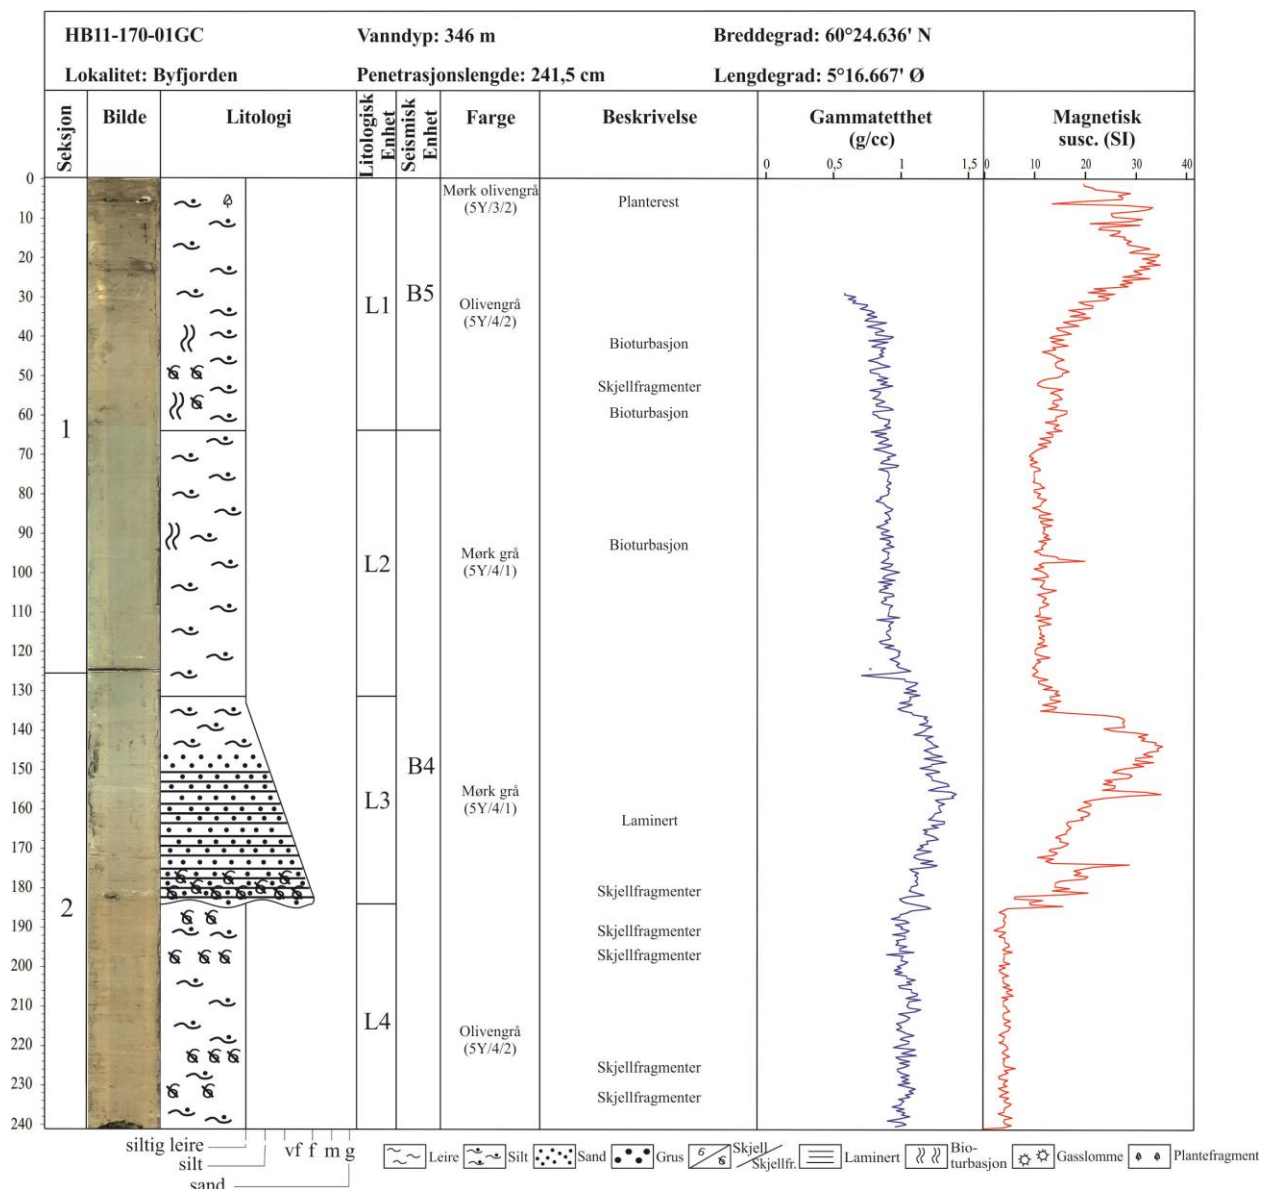 HB11-170-01GC Vanndyp: 346 m Breddegrad: 60°24.636' N
Lokalitet: Byfjorden Penetrasjonslengde: 241,5 cm Lengdegrad: 5°16.667' Ø
Seksjon Bilde Litologi Litologisk Enhet Seismisk Enhet Farge Beskrivelse Gammatetthet (g/cc) Magnetisk susc. (SI)
0 0,5 1 1,5 0 10 20 30 40
0
Mørk olivengrå
(5Y/3/2)
Planterest
10
20
30
L1 B5
Olivengrå
(5Y/4/2)
40
Bioturbasjon
50
Skjellfragmenter
60
Bioturbasjon
1
70
80
90
Bioturbasjon
L2
Mørk grå
(5Y/4/1)
100
110
120
130
140
150
B4
L3
Mørk grå
(5Y/4/1)
160
Laminert
170
180
Skjellfragmenter
2
190
Skjellfragmenter
Skjellfragmenter
200
210
L4
Olivengrå
(5Y/4/2)
220
Skjellfragmenter
230
Skjellfragmenter
240
siltig leire
silt
vf f m g
sand
Leire Silt Sand Grus Skjell Skjellfr. Laminert Bio-turbasjon Gasslomme Plantefragment